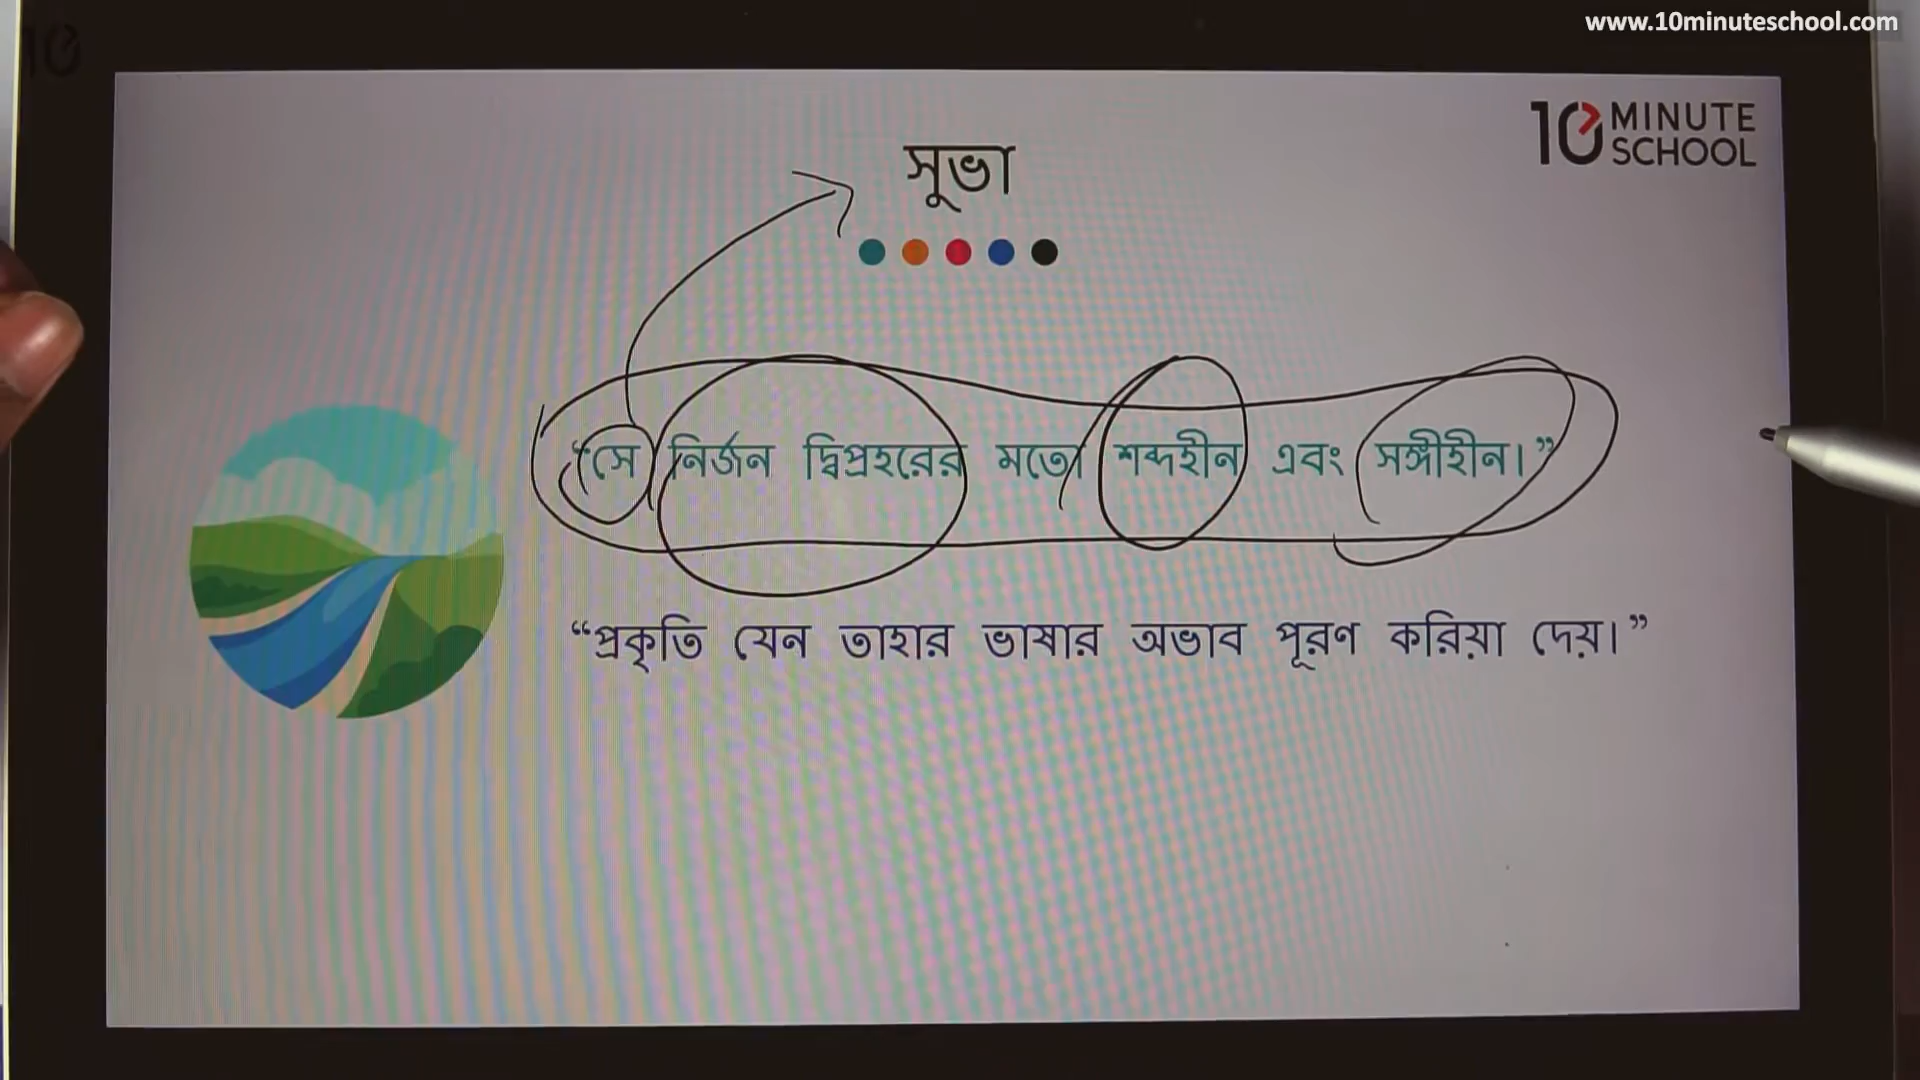 www.10minuteschool.com
10 MINUTE SCHOOL
সুভা
“সে নির্জন দ্বিপ্রহরের মতো শব্দহীন এবং সঙ্গীহীন।”
“প্রকৃতি যেন তাহার ভাষার অভাব পূরণ করিয়া দেয়।”